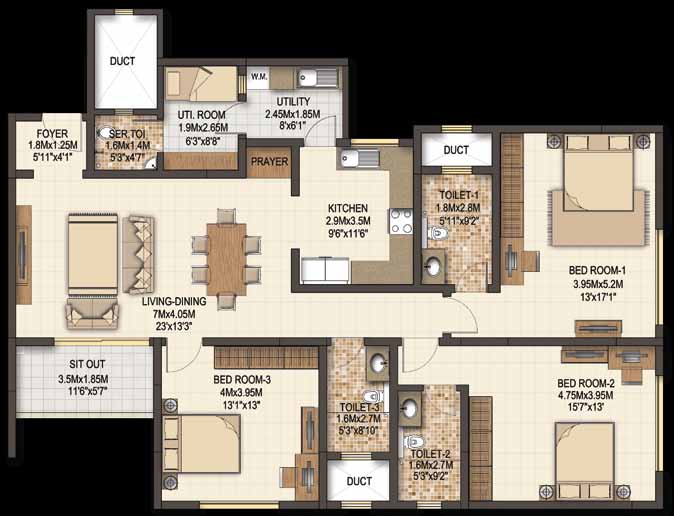 DUCT
W.M.
UTI. ROOM
1.9Mx2.65M
6'3"x8'8"
UTILITY
2.45Mx1.85M
8'x6'1"
FOYER
1.8Mx1.25M
5'11"x4'1"
SER.TOI
1.6Mx1.4M
5'3"x4'7"
PRAYER
DUCT
KITCHEN
2.9Mx3.5M
9'6"x11'6"
TOILET-1
1.8Mx2.8M
5'11"x9'2"
BED ROOM-1
3.95Mx5.2M
13'x17'1"
LIVING-DINING
7Mx4.05M
23'x13'3"
SIT OUT
3.5Mx1.85M
11'6"x5'7"
BED ROOM-3
4Mx3.95M
13'1"x13'
TOILET-3
1.6Mx2.7M
5'3"x8'10"
BED ROOM-2
4.75Mx3.95M
15'7"x13'
TOILET-2
1.6Mx2.7M
5'3"x9'2"
DUCT